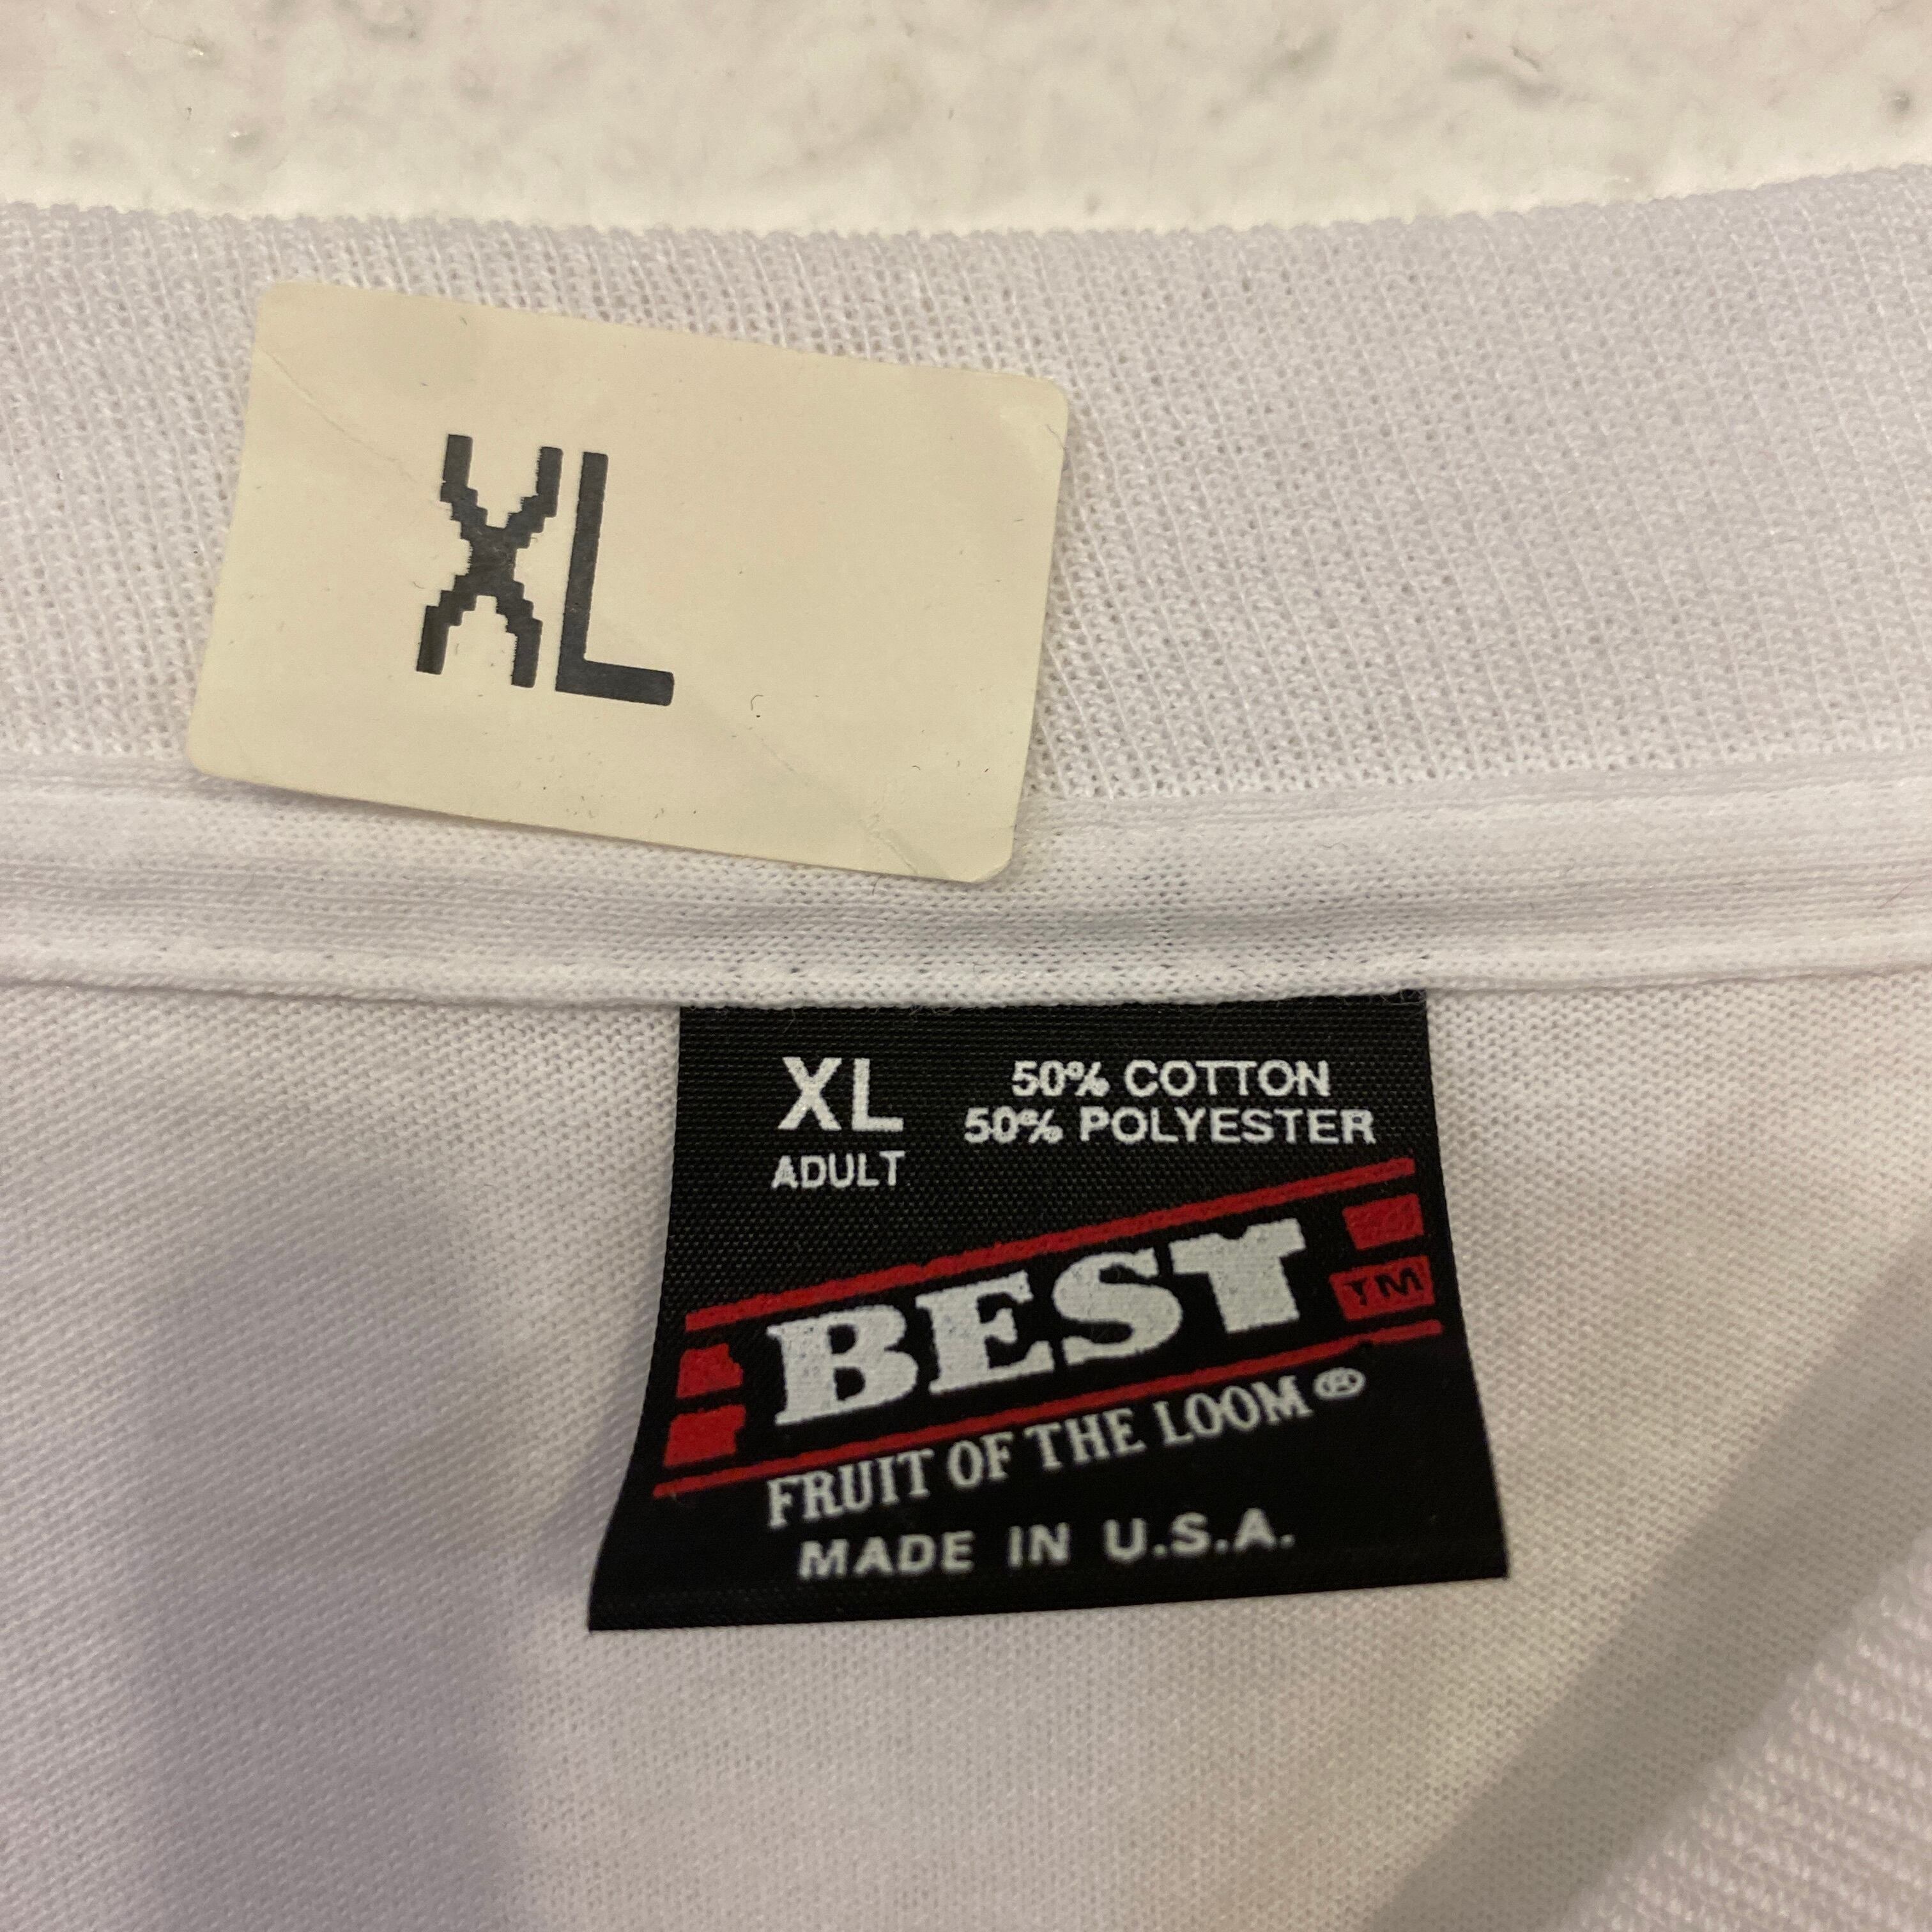 XL
XL
ADULT
50% COTTON
50% POLYESTER
BEST
TM
FRUIT OF THE LOOM®
MADE IN U.S.A.